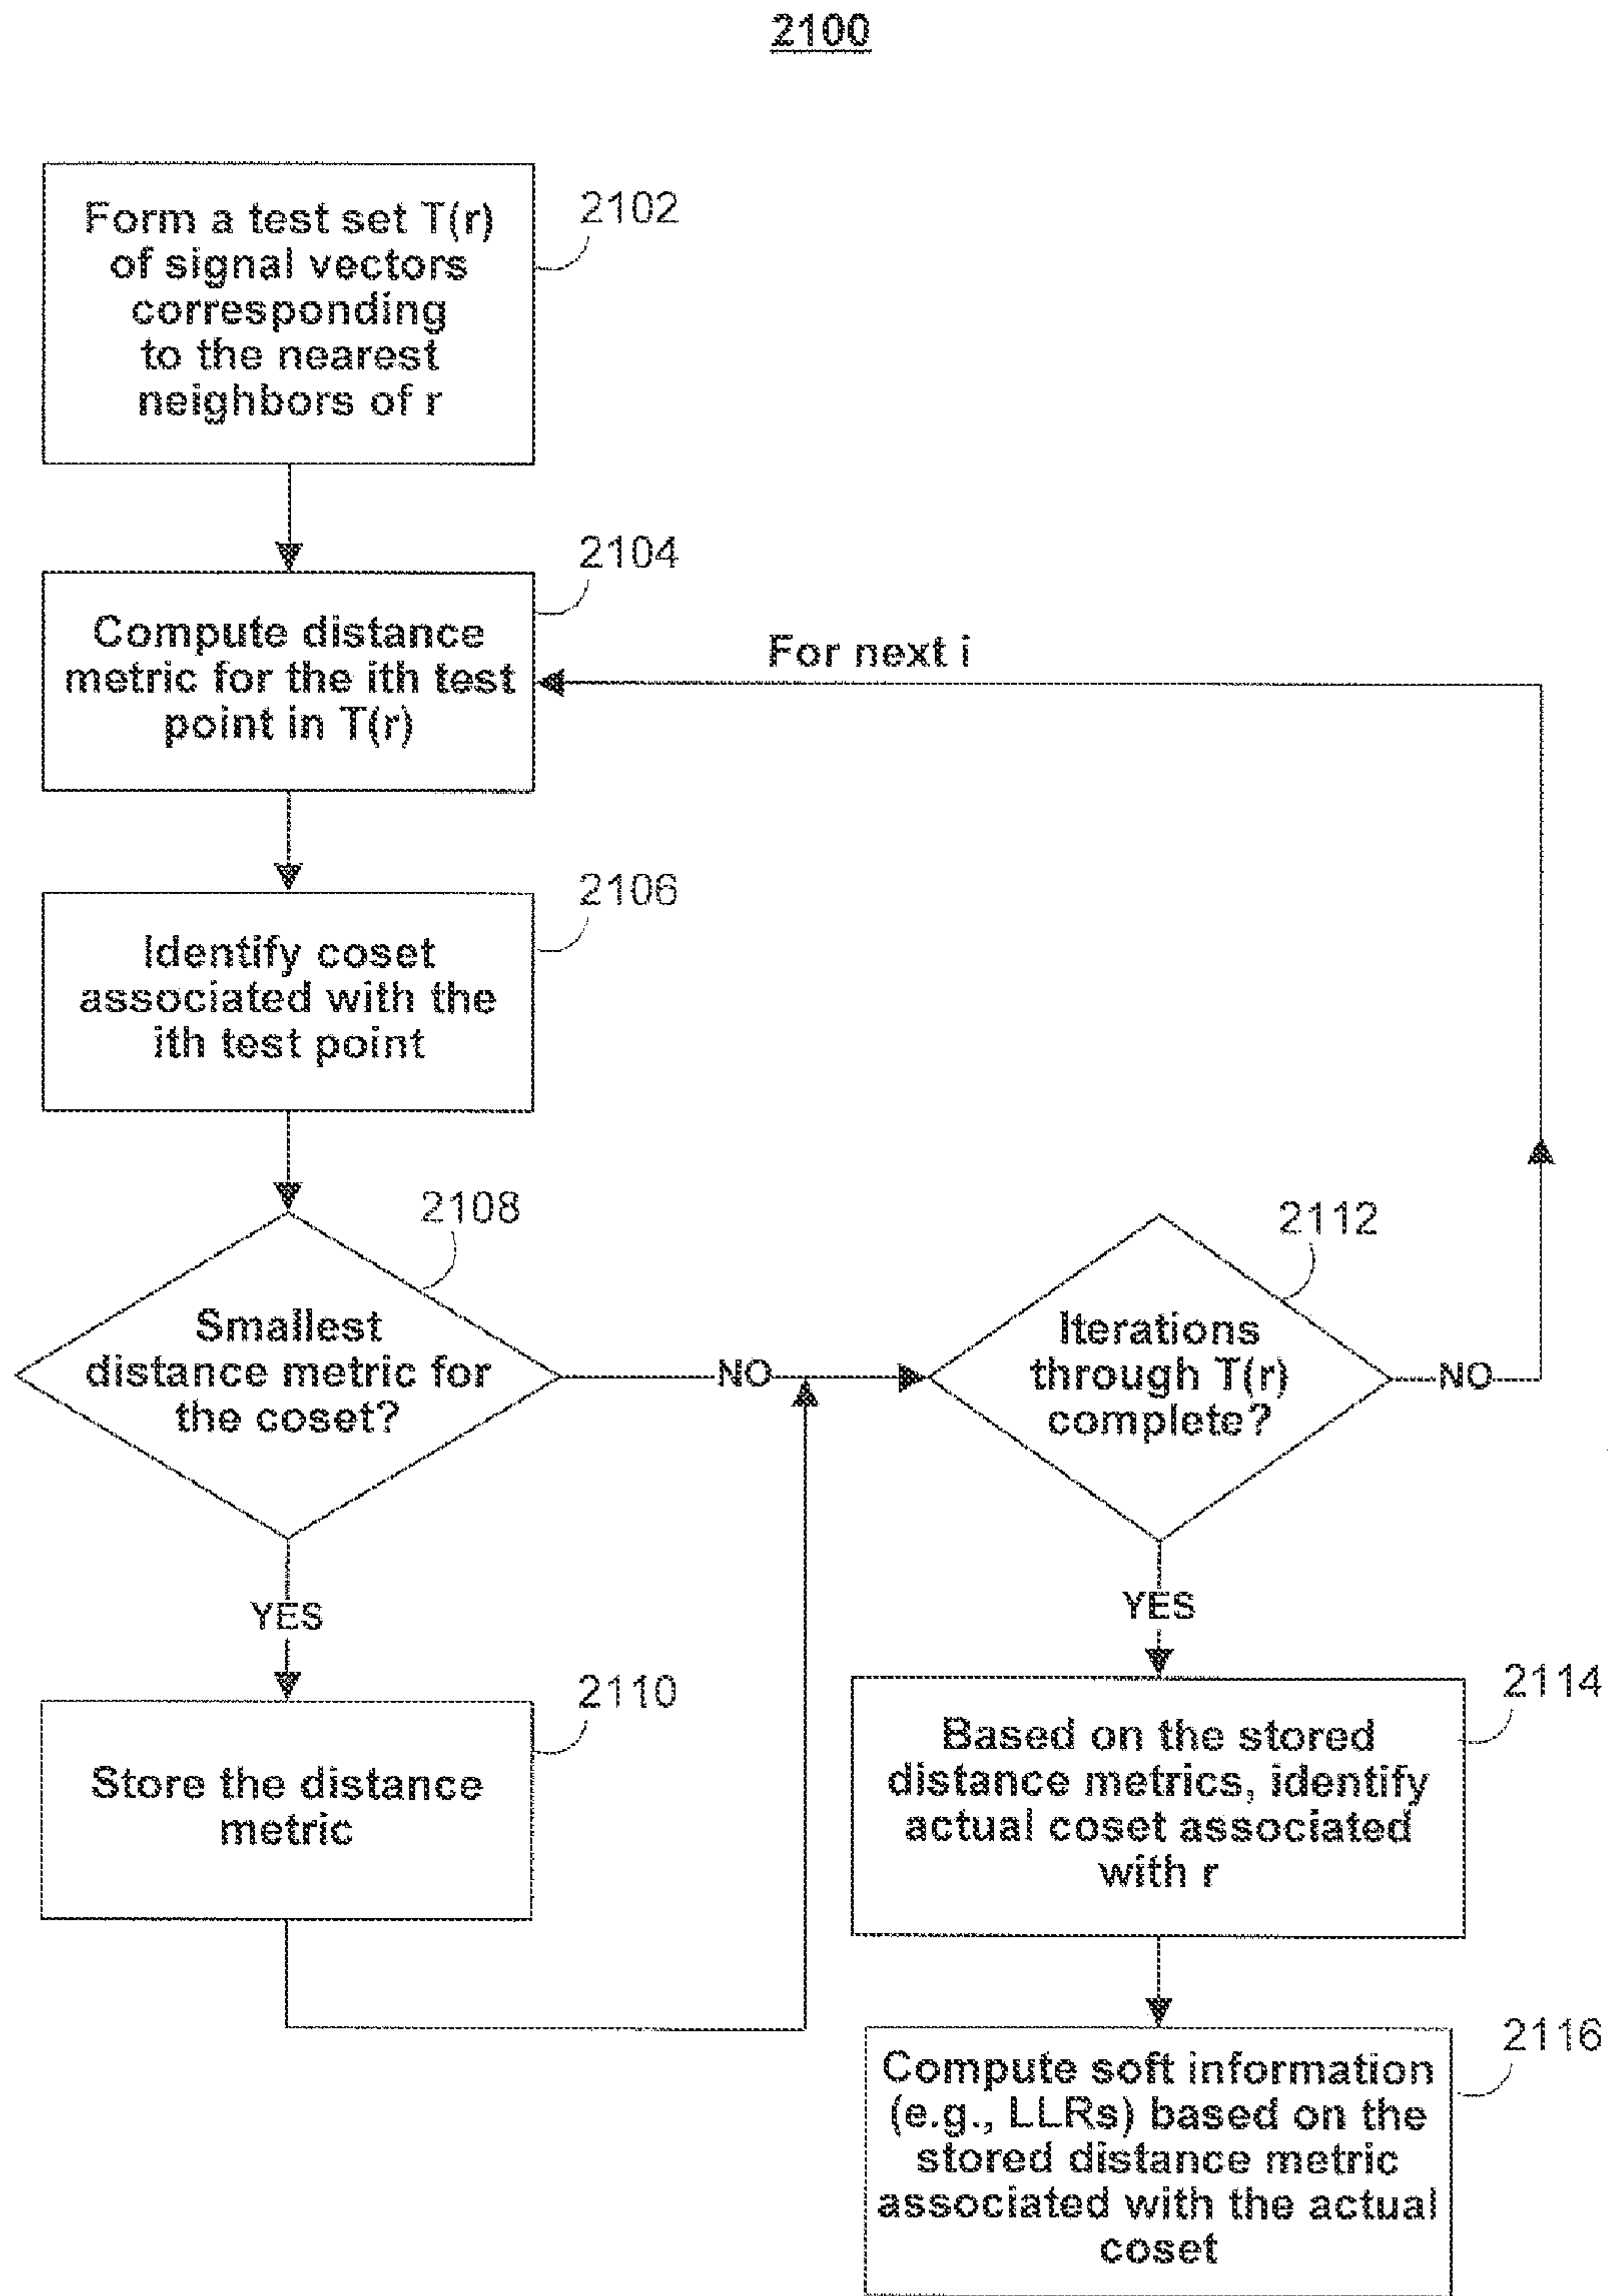 2100
Form a test set T(r)
of signal vectors
corresponding
to the nearest
neighbors of r
2102
Compute distance
metric for the ith test
point in T(r)
2104
For next i
Identify coset
associated with the
ith test point
2106
Smallest
distance metric for
the coset?
2108
NO
YES
Store the distance
metric
2110
Iterations
through T(r)
complete?
2112
NO
YES
Based on the stored
distance metrics, identify
actual coset associated
with r
2114
Compute soft information
(e.g., LLRs) based on the
stored distance metric
associated with the actual
coset
2116